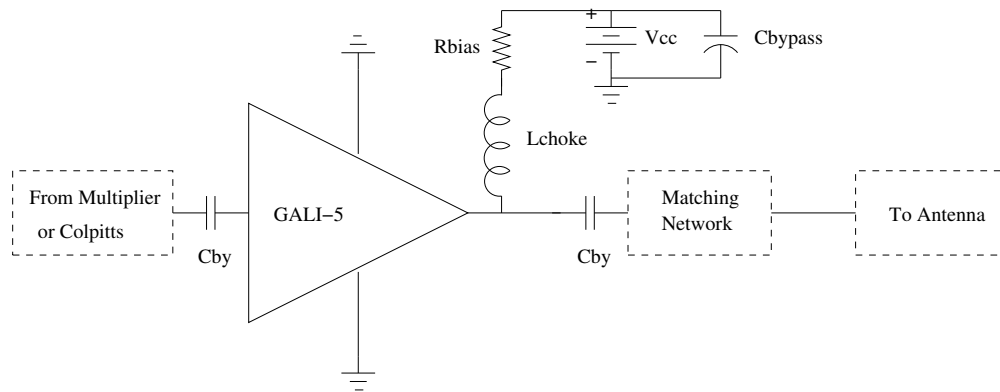 +
Rbias
Vcc
Cbypass
−
Lchoke
From Multiplier
or Colpitts
GALI−5
Matching
Network
To Antenna
Cby
Cby